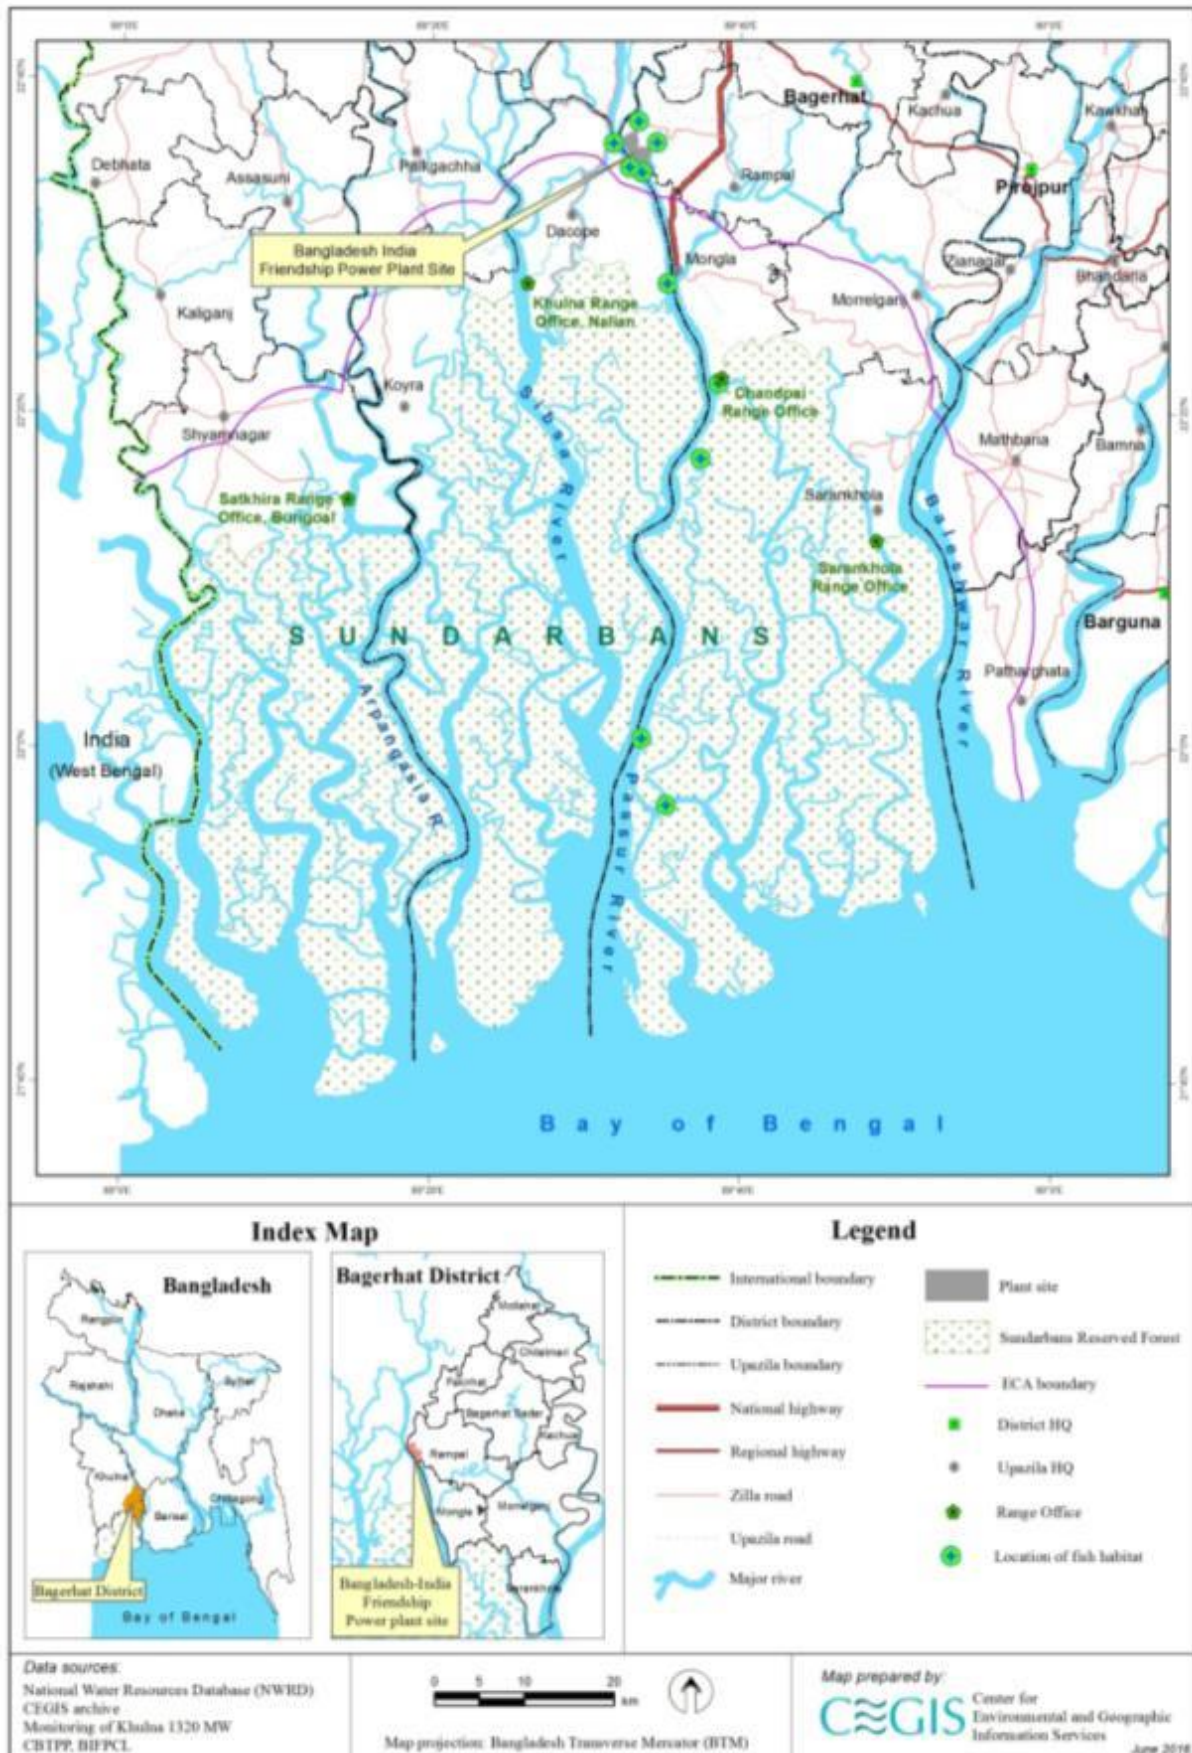 Bagerhat
Kachua
Kawkhali
Debhata
Assasuni
Paikgachha
Rampal
Pirojpur
Dacope
Bangladesh India
Friendship Power Plant Site
Mongla
Zianagar
Bhandaria
Kaliganj
Khulna Range
Office, Nalian
Morrelganj
Koyra
Chandpai
Range Office
Shyamnagar
Sibsa River
Mathbaria
Bamna
Satkhira Range
Office, Burigoal
Sarankhola
Baleshwar River
Sarankhola
Range Office
SUNDARBANS
Barguna
Patharghata
India
(West Bengal)
Arpangasia R.
Passur River
Bay of Bengal
Index Map
Bangladesh
Rangpur
Rajshahi
Sylhet
Dhaka
Khulna
Barisal
Chittagong
Bagerhat District
Bay of Bengal
Bagerhat District
Mollahat
Chitalmari
Fakirhat
Bagerhat Sadar
Kachua
Rampal
Mongla
Morrelganj
Sarankhola
Bangladesh-India
Friendship
Power plant site
Legend
International boundary
District boundary
Upazila boundary
National highway
Regional highway
Zilla road
Upazila road
Major river
Plant site
Sundarbans Reserved Forest
ECA boundary
District HQ
Upazila HQ
Range Office
Location of fish habitat
Data sources:
National Water Resources Database (NWRD)
CEGIS archive
Monitoring of Khulna 1320 MW
CBTPP, BIFPCL
0 5 10 20
km
Map projection: Bangladesh Transverse Mercator (BTM)
Map prepared by:
CEGIS
Center for
Environmental and Geographic
Information Services
June 2016